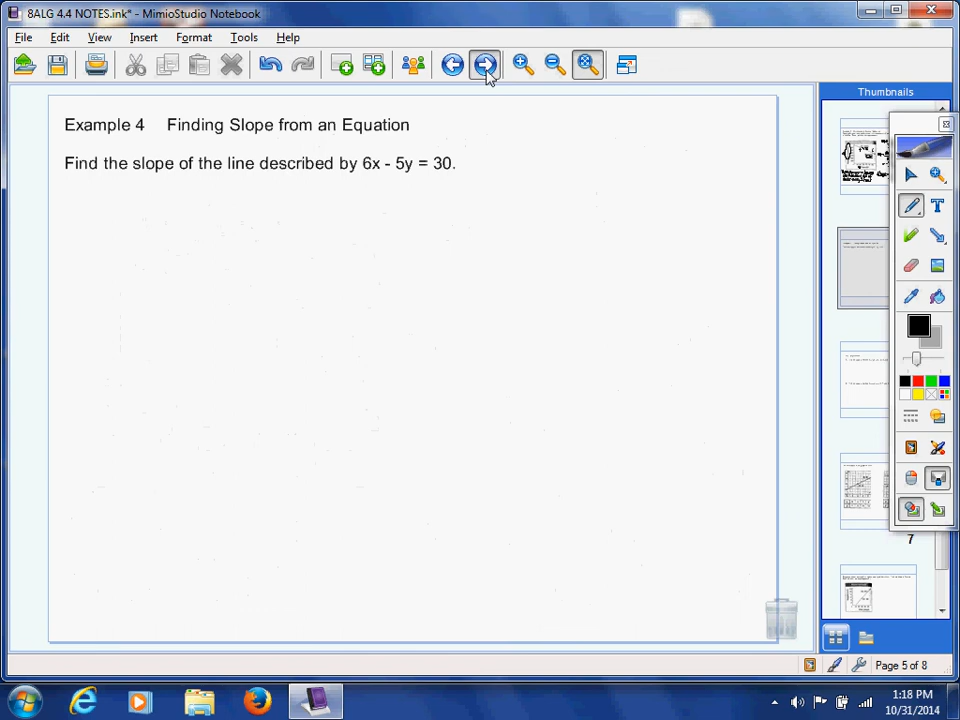 8ALG 4.4 NOTES.ink* - MimioStudio Notebook
File Edit View Insert Format Tools Help
Thumbnails
Example 4 Finding Slope from an Equation
Find the slope of the line described by 6x - 5y = 30.
7
Page 5 of 8
1:18 PM
10/31/2014